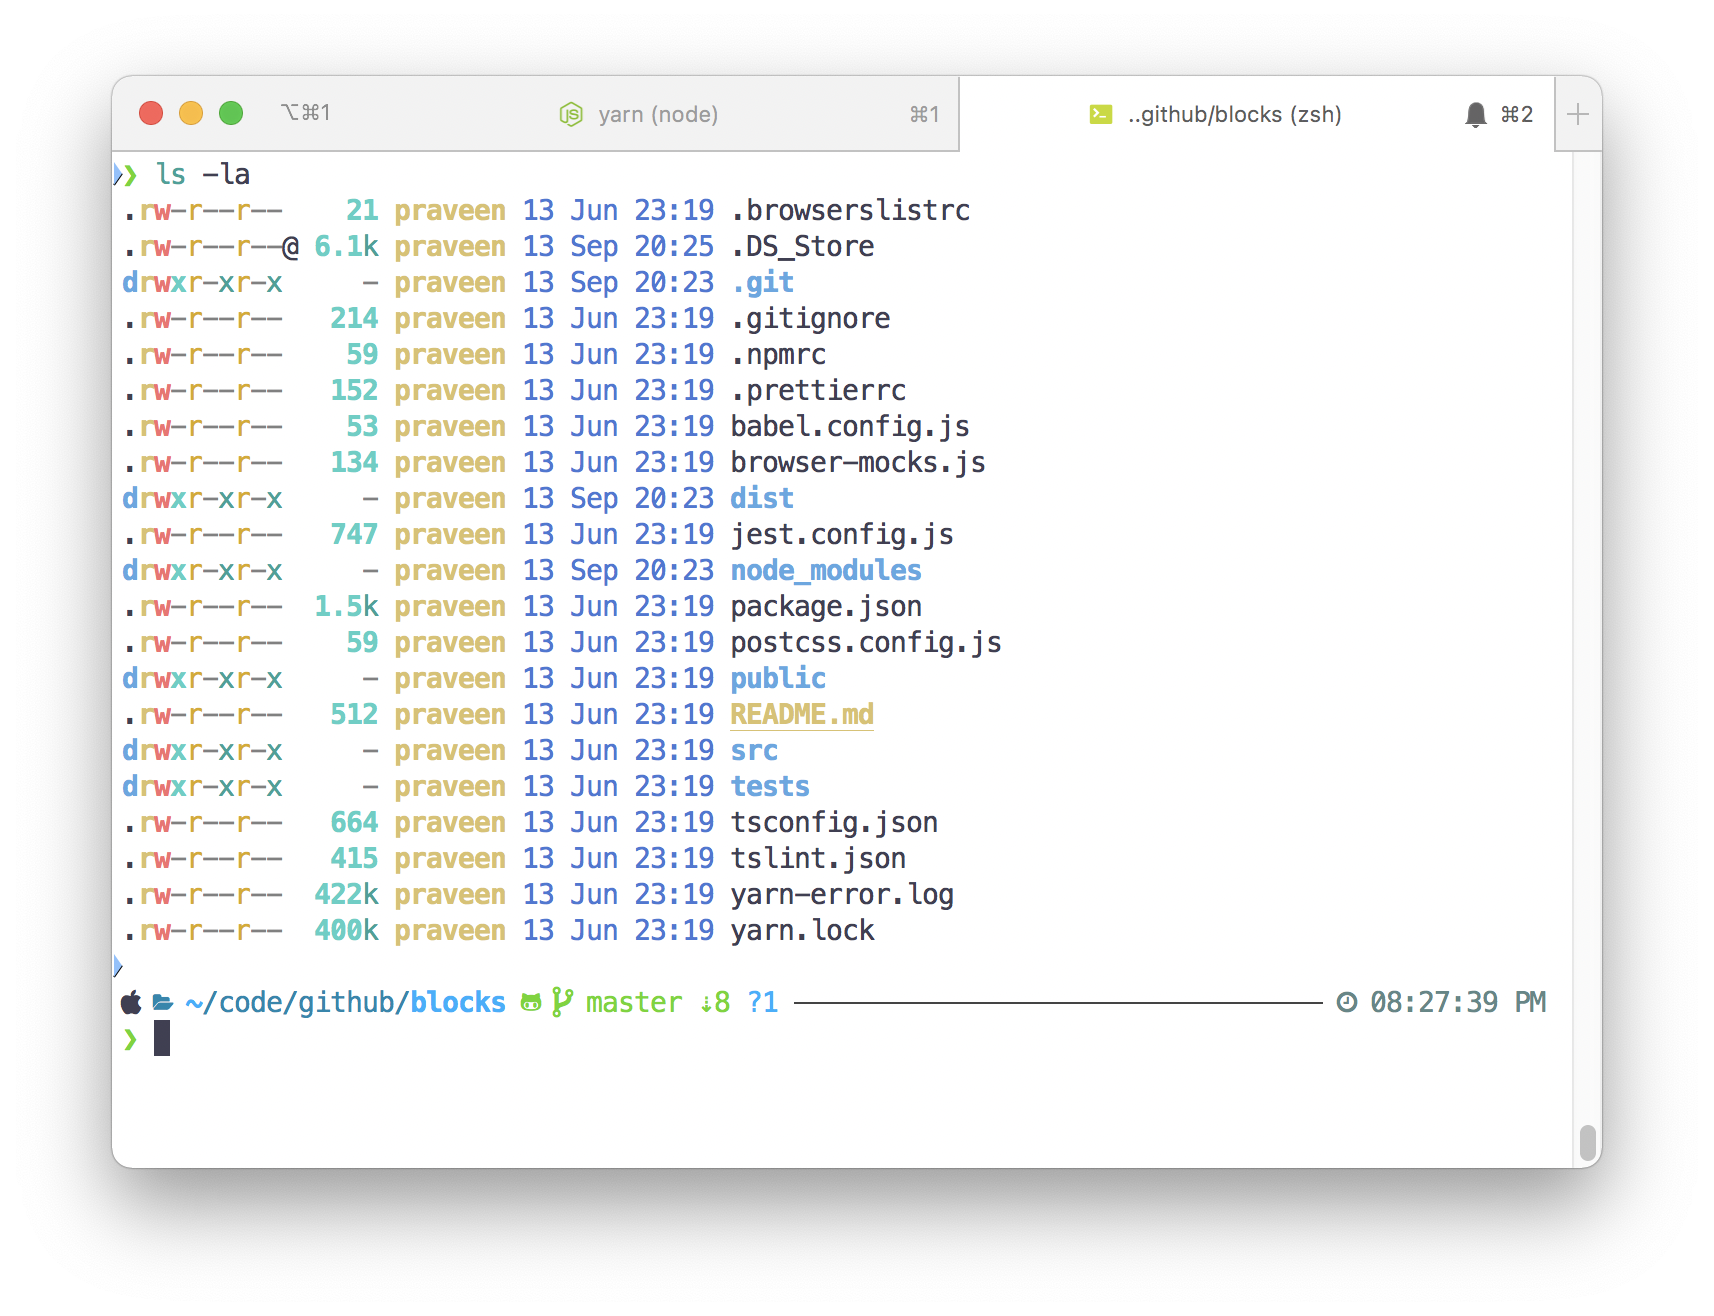 ⌥⌘1 yarn (node) ⌘1 ..github/blocks (zsh) ⌘2
❯ ls -la
.rw-r--r-- 21 praveen 13 Jun 23:19 .browserslistrc
.rw-r--r--@ 6.1k praveen 13 Sep 20:25 .DS_Store
drwxr-xr-x - praveen 13 Sep 20:23 .git
.rw-r--r-- 214 praveen 13 Jun 23:19 .gitignore
.rw-r--r-- 59 praveen 13 Jun 23:19 .npmrc
.rw-r--r-- 152 praveen 13 Jun 23:19 .prettierrc
.rw-r--r-- 53 praveen 13 Jun 23:19 babel.config.js
.rw-r--r-- 134 praveen 13 Jun 23:19 browser-mocks.js
drwxr-xr-x - praveen 13 Sep 20:23 dist
.rw-r--r-- 747 praveen 13 Jun 23:19 jest.config.js
drwxr-xr-x - praveen 13 Sep 20:23 node_modules
.rw-r--r-- 1.5k praveen 13 Jun 23:19 package.json
.rw-r--r-- 59 praveen 13 Jun 23:19 postcss.config.js
drwxr-xr-x - praveen 13 Jun 23:19 public
.rw-r--r-- 512 praveen 13 Jun 23:19 README.md
drwxr-xr-x - praveen 13 Jun 23:19 src
drwxr-xr-x - praveen 13 Jun 23:19 tests
.rw-r--r-- 664 praveen 13 Jun 23:19 tsconfig.json
.rw-r--r-- 415 praveen 13 Jun 23:19 tslint.json
.rw-r--r-- 422k praveen 13 Jun 23:19 yarn-error.log
.rw-r--r-- 400k praveen 13 Jun 23:19 yarn.lock
~/code/github/blocks master ⇣8 ?1 08:27:39 PM
❯